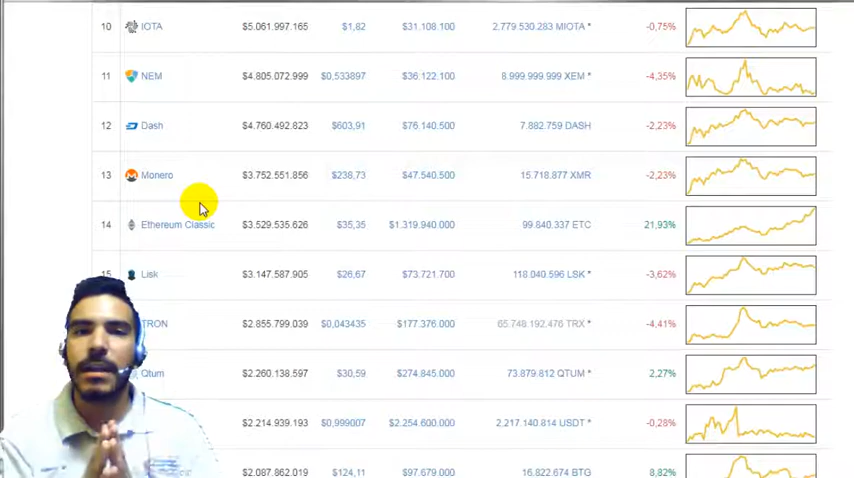 10 IOTA $5.061.997.165 $1,82 $31.108.100 2.779.530.283 MIOTA * -0,75%
11 NEM $4.805.072.999 $0,533897 $36.122.100 8.999.999.999 XEM * -4,35%
12 Dash $4.760.492.823 $603,91 $76.140.500 7.882.759 DASH -2,23%
13 Monero $3.752.551.856 $238,73 $47.540.500 15.718.877 XMR -2,23%
14 Ethereum Classic $3.529.535.626 $35,35 $1.319.940.000 99.840.337 ETC 21,93%
15 Lisk $3.147.587.905 $26,67 $73.721.700 118.040.596 LSK * -3,62%
TRON $2.855.799.039 $0,043435 $177.376.000 65.748.192.476 TRX * -4,41%
Qtum $2.260.138.597 $30,59 $274.845.000 73.879.812 QTUM * 2,27%
$2.214.939.193 $0,999007 $2.254.600.000 2.217.140.814 USDT * -0,28%
$2.087.862.019 $124,11 $97.679.000 16.822.674 BTG 8,82%